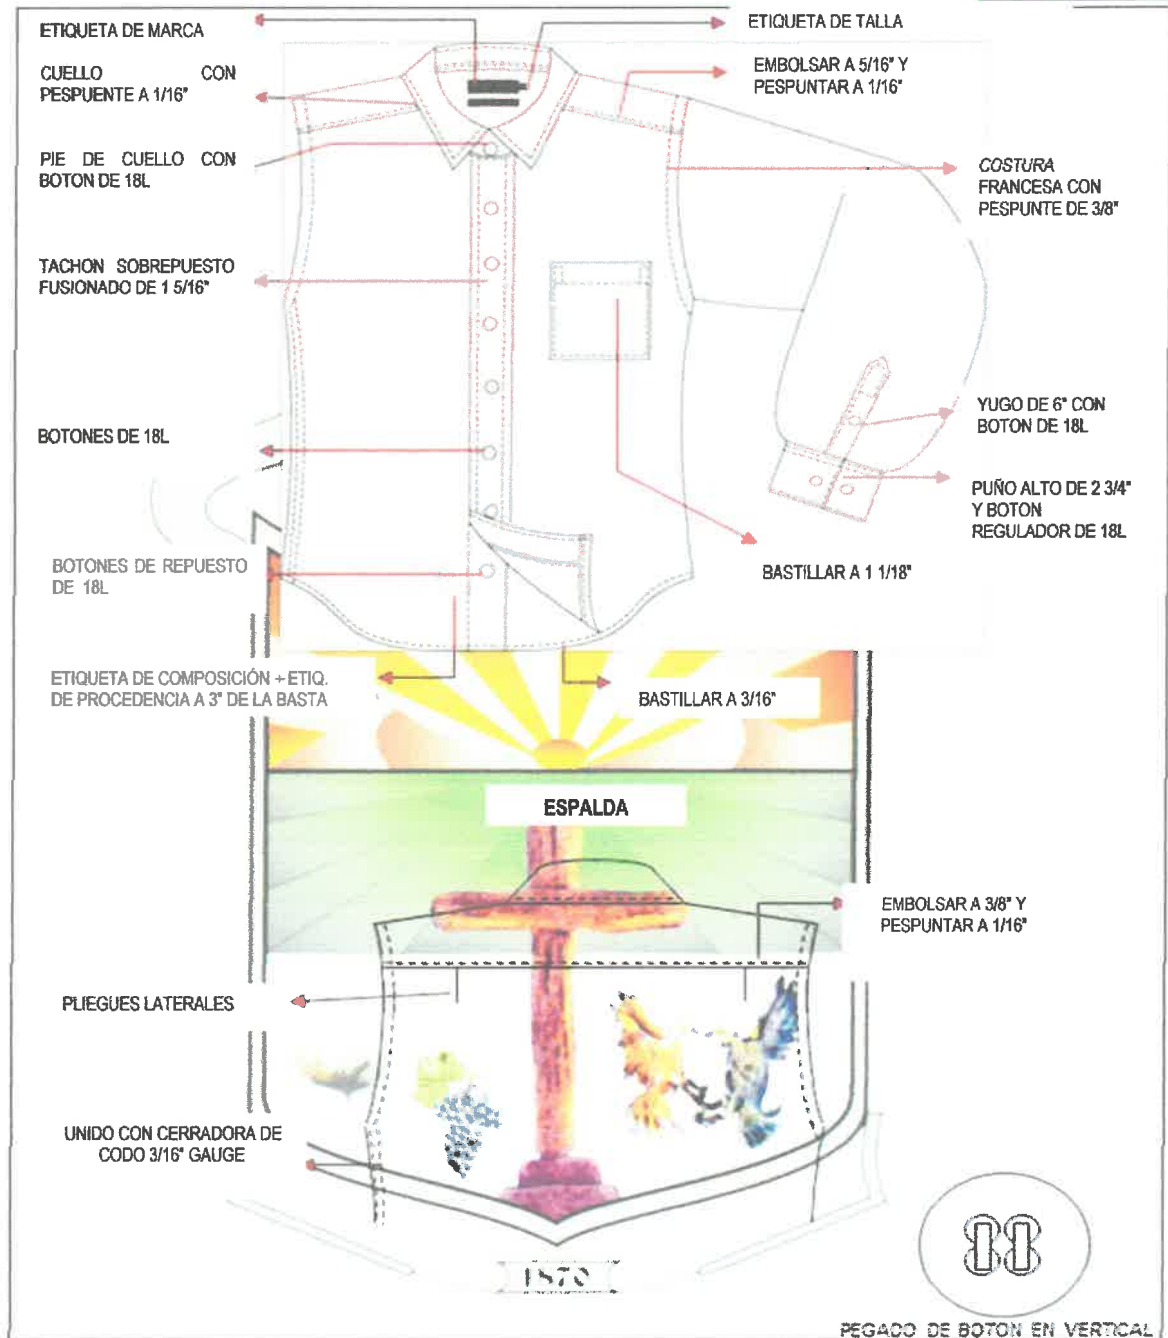 ETIQUETA DE MARCA
ETIQUETA DE TALLA
CUELLO CON
PESPUENTE A 1/16"
EMBOLSAR A 5/16" Y
PESPUNTAR A 1/16"
PIE DE CUELLO CON
BOTON DE 18L
COSTURA
FRANCESA CON
PESPUNTE DE 3/8"
TACHON SOBREPUESTO
FUSIONADO DE 1 5/16"
BOTONES DE 18L
YUGO DE 6" CON
BOTON DE 18L
PUÑO ALTO DE 2 3/4"
Y BOTON
REGULADOR DE 18L
BOTONES DE REPUESTO
DE 18L
BASTILLAR A 1 1/18"
ETIQUETA DE COMPOSICIÓN + ETIQ.
DE PROCEDENCIA A 3" DE LA BASTA
BASTILLAR A 3/16"
ESPALDA
EMBOLSAR A 3/8" Y
PESPUNTAR A 1/16"
PLIEGUES LATERALES
UNIDO CON CERRADORA DE
CODO 3/16" GAUGE
1870
PEGADO DE BOTON EN VERTICAL